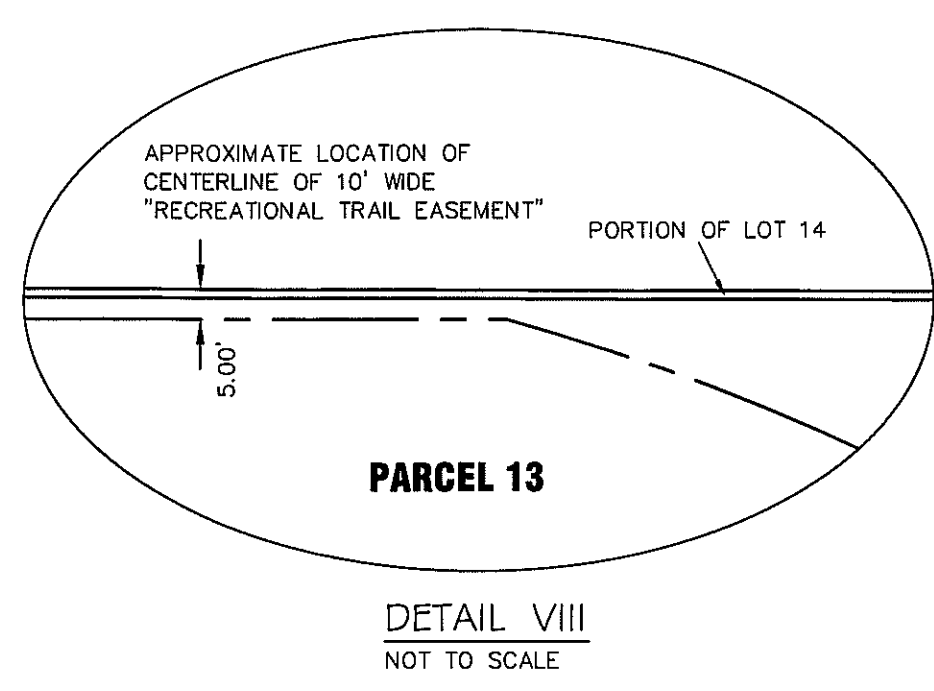 APPROXIMATE LOCATION OF
CENTERLINE OF 10' WIDE
"RECREATIONAL TRAIL EASEMENT"
PORTION OF LOT 14
5.00'
PARCEL 13
DETAIL VIII
NOT TO SCALE